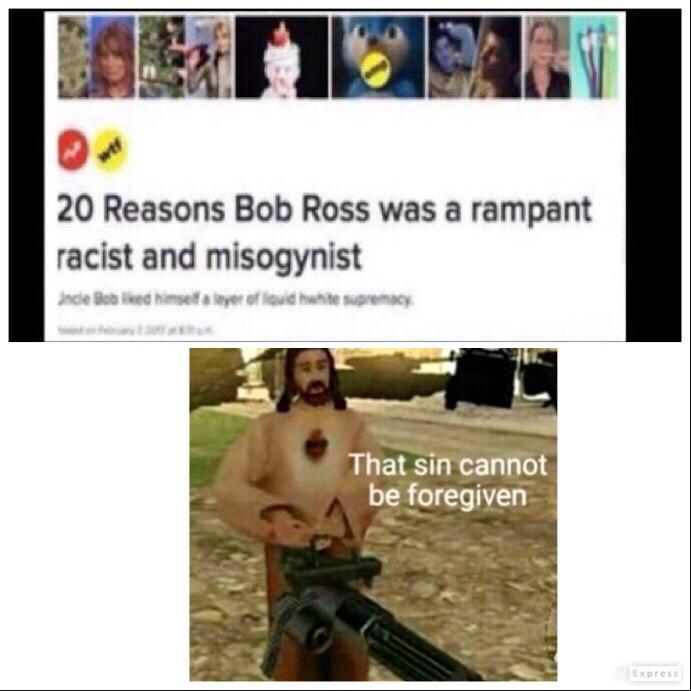 wtf
20 Reasons Bob Ross was a rampant
racist and misogynist
Jncle Bob liked himself a layer of liquid hwhite supremacy.
That sin cannot
be foregiven
Express